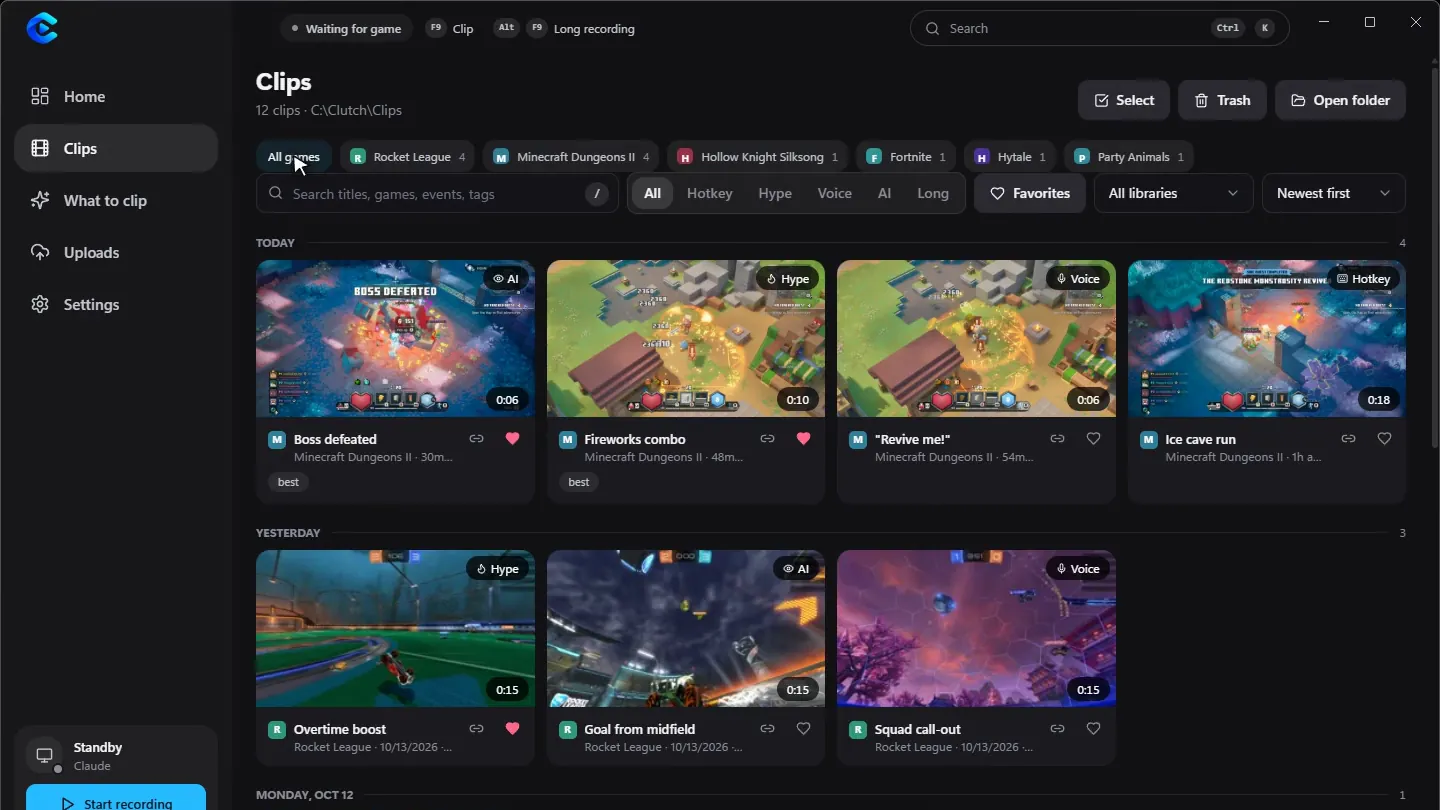 Waiting for game F9 Clip Alt F9 Long recording Search Ctrl K
Home
Clips
What to clip
Uploads
Settings
Clips
12 clips · C:\Clutch\Clips
Select Trash Open folder
All games R Rocket League 4 M Minecraft Dungeons II 4 H Hollow Knight Silksong 1 F Fortnite 1 H Hytale 1 P Party Animals 1
Search titles, games, events, tags / All Hotkey Hype Voice AI Long Favorites All libraries Newest first
TODAY 4
AI
BOSS DEFEATED
0:06
M Boss defeated
Minecraft Dungeons II · 30m...
best
Hype
0:10
M Fireworks combo
Minecraft Dungeons II · 48m...
best
Voice
0:06
M "Revive me!"
Minecraft Dungeons II · 54m...
Hotkey
THE REDSTONE MONSTROSITY REVIVE
0:18
M Ice cave run
Minecraft Dungeons II · 1h a...
YESTERDAY 3
Hype
0:15
R Overtime boost
Rocket League · 10/13/2026 ·...
AI
0:15
R Goal from midfield
Rocket League · 10/13/2026 ·...
Voice
0:15
R Squad call-out
Rocket League · 10/13/2026 ·...
MONDAY, OCT 12 1
Standby
Claude
Start recording